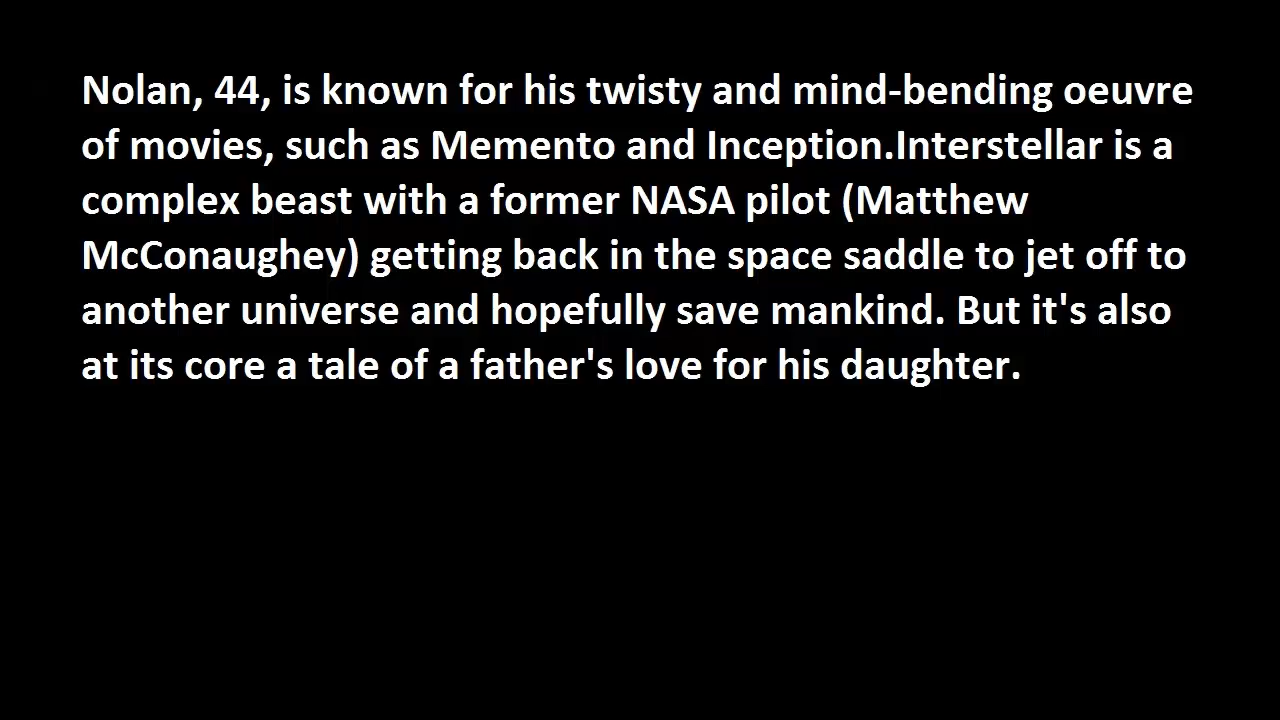 Nolan, 44, is known for his twisty and mind-bending oeuvre
of movies, such as Memento and Inception.Interstellar is a
complex beast with a former NASA pilot (Matthew
McConaughey) getting back in the space saddle to jet off to
another universe and hopefully save mankind. But it's also
at its core a tale of a father's love for his daughter.